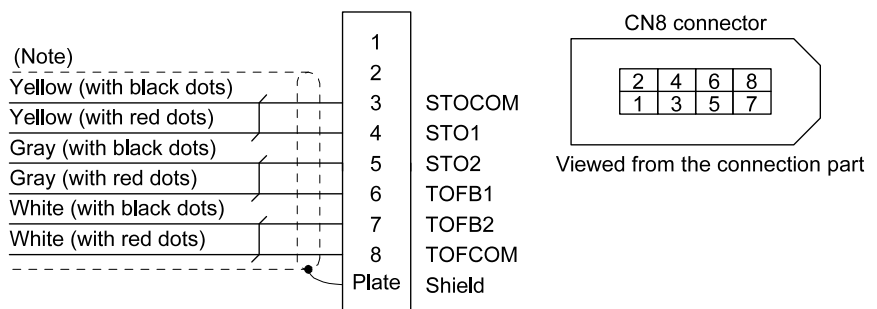 CN8 connector
(Note)
1
2
Yellow (with black dots)
3 STOCOM
Yellow (with red dots)
4 STO1
Gray (with black dots)
5 STO2
Gray (with red dots)
6 TOFB1
White (with black dots)
7 TOFB2
White (with red dots)
8 TOFCOM
Plate Shield
2 4 6 8
1 3 5 7
Viewed from the connection part